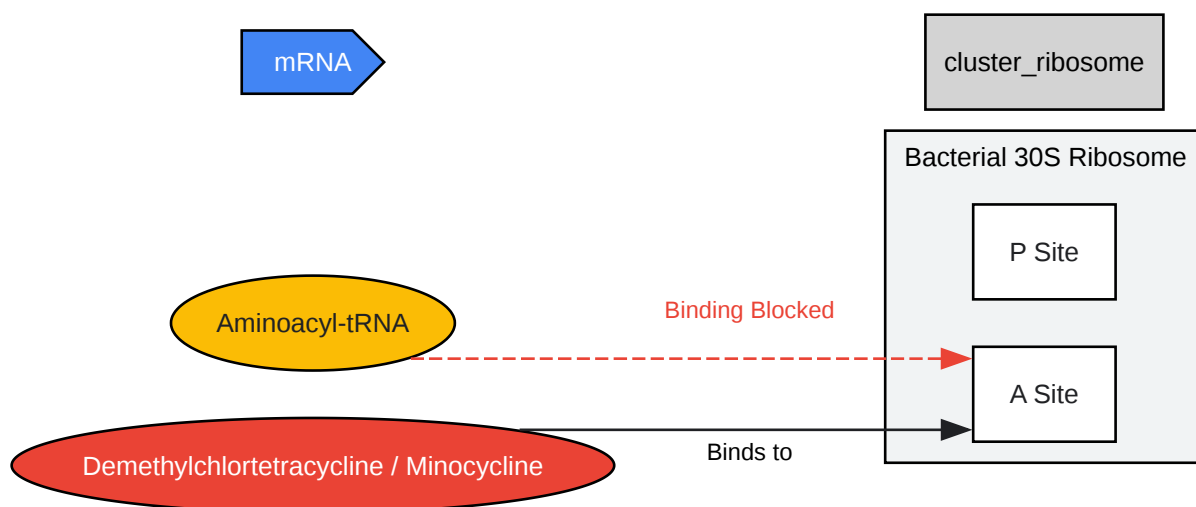 mRNA
cluster_ribosome
Bacterial 30S Ribosome
P Site
Aminoacyl-tRNA
Binding Blocked
A Site
Demethylchlortetracycline / Minocycline
Binds to